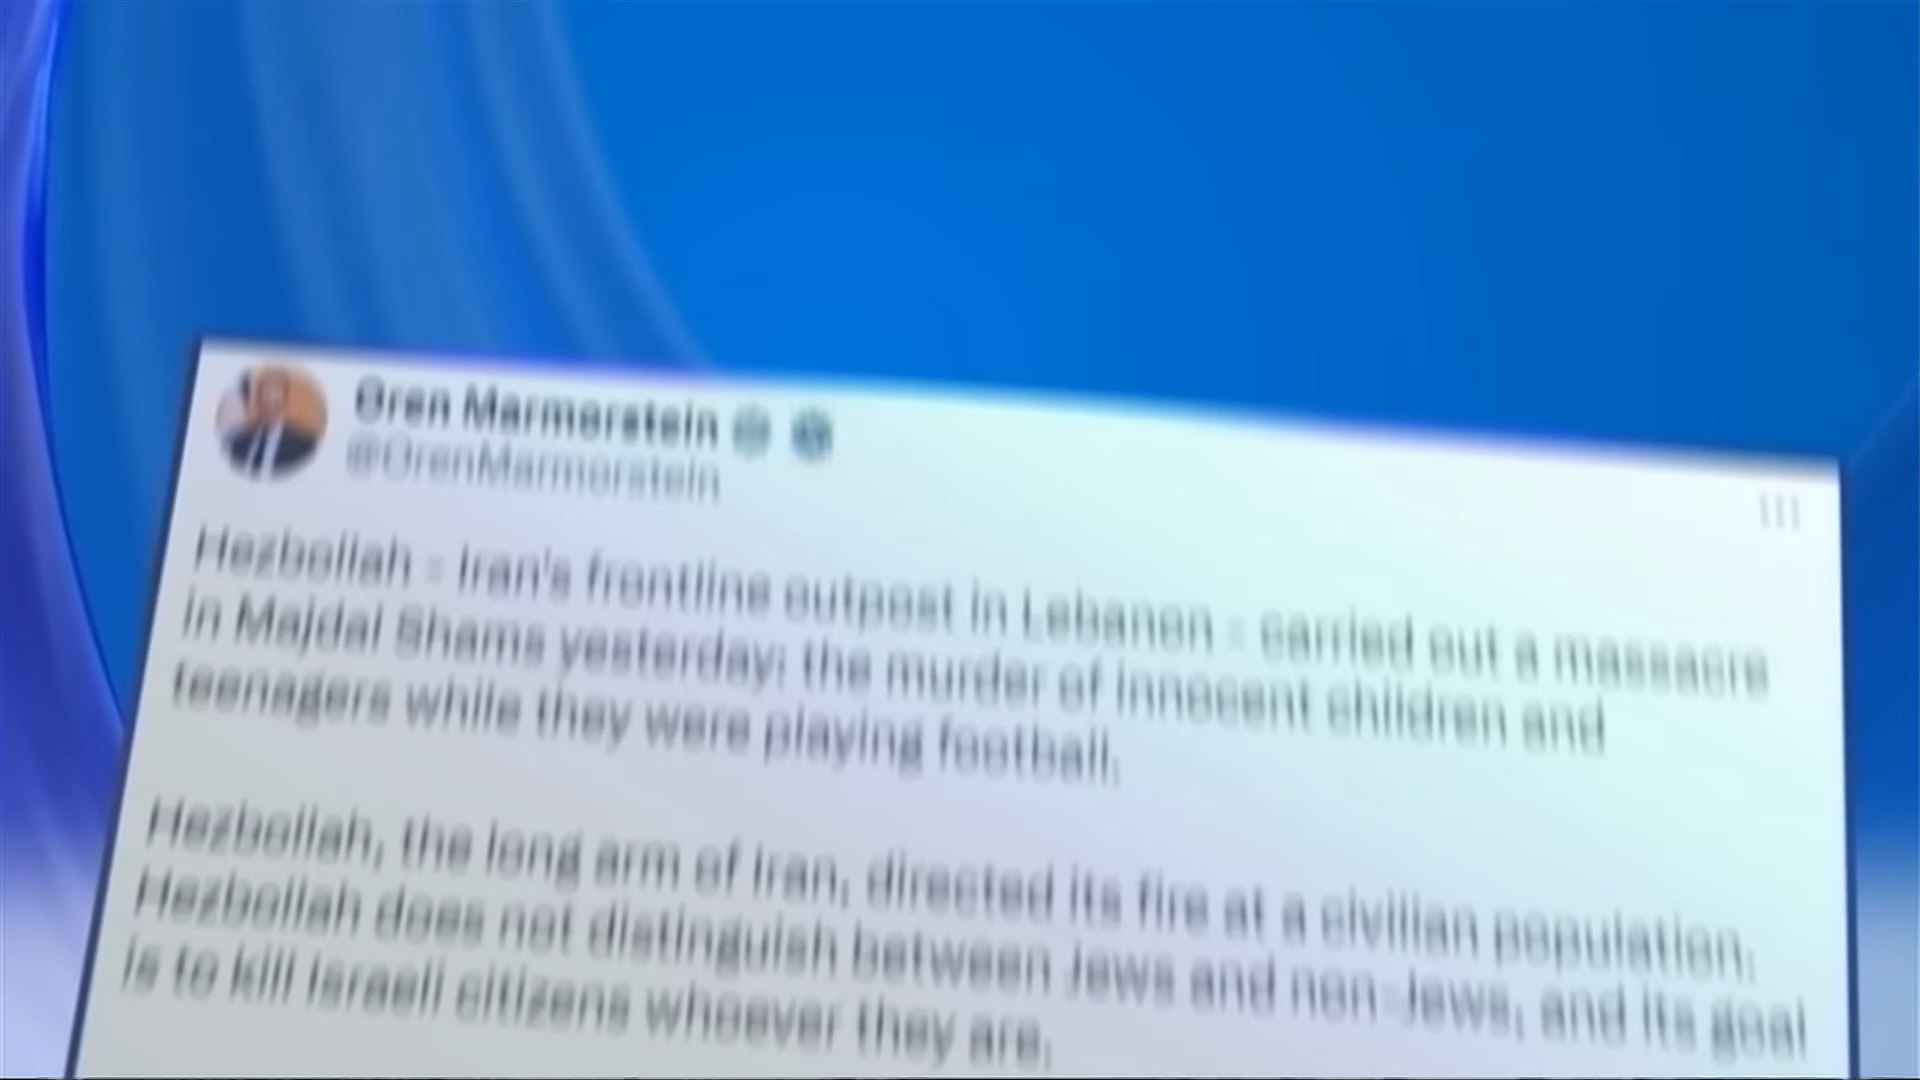 Oren Marmorstein
@OrenMarmorstein
Hezbollah - Iran's frontline outpost in Lebanon - carried out a massacre
in Majdal Shams yesterday: the murder of innocent children and
teenagers while they were playing football.
Hezbollah, the long arm of Iran, directed its fire at a civilian population.
Hezbollah does not distinguish between Jews and non-Jews, and its goal
is to kill Israeli citizens whoever they are.